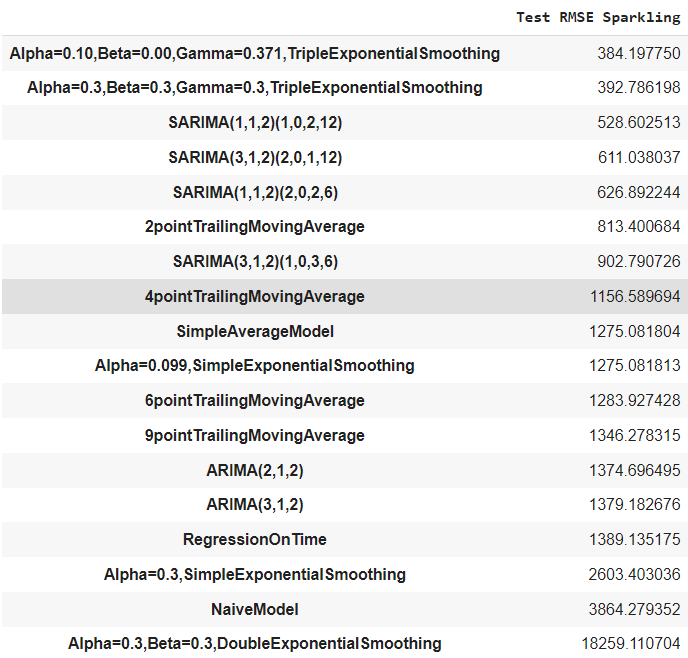 Test RMSE Sparkling
Alpha=0.10,Beta=0.00,Gamma=0.371,TripleExponentialSmoothing 384.197750
Alpha=0.3,Beta=0.3,Gamma=0.3,TripleExponentialSmoothing 392.786198
SARIMA(1,1,2)(1,0,2,12) 528.602513
SARIMA(3,1,2)(2,0,1,12) 611.038037
SARIMA(1,1,2)(2,0,2,6) 626.892244
2pointTrailingMovingAverage 813.400684
SARIMA(3,1,2)(1,0,3,6) 902.790726
4pointTrailingMovingAverage 1156.589694
SimpleAverageModel 1275.081804
Alpha=0.099,SimpleExponentialSmoothing 1275.081813
6pointTrailingMovingAverage 1283.927428
9pointTrailingMovingAverage 1346.278315
ARIMA(2,1,2) 1374.696495
ARIMA(3,1,2) 1379.182676
RegressionOnTime 1389.135175
Alpha=0.3,SimpleExponentialSmoothing 2603.403036
NaiveModel 3864.279352
Alpha=0.3,Beta=0.3,DoubleExponentialSmoothing 18259.110704